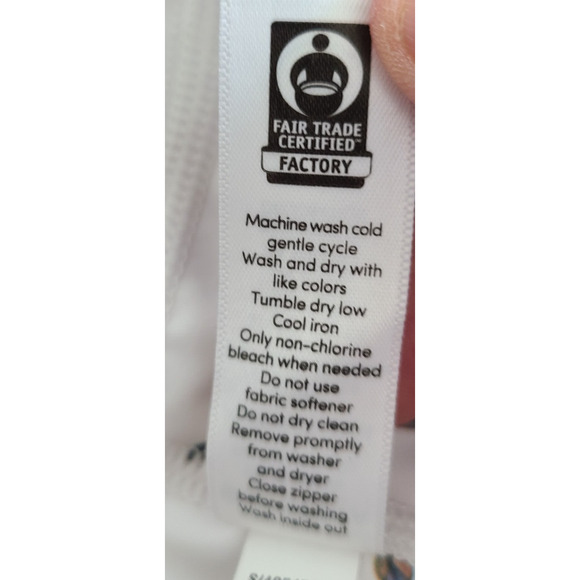 FAIR TRADE
CERTIFIED™
FACTORY
Machine wash cold
gentle cycle
Wash and dry with
like colors
Tumble dry low
Cool iron
Only non-chlorine
bleach when needed
Do not use
fabric softener
Do not dry clean
Remove promptly
from washer
and dryer
Close zipper
before washing
Wash inside out